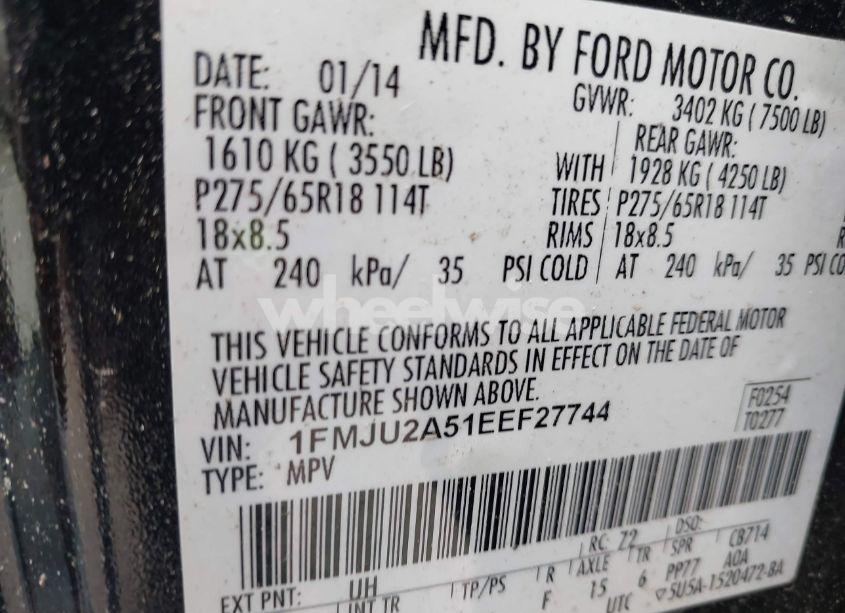 MFD. BY FORD MOTOR CO.
DATE: 01/14 GVWR: 3402 KG ( 7500 LB)
FRONT GAWR: REAR GAWR:
1610 KG ( 3550 LB) WITH 1928 KG ( 4250 LB)
P275/65R18 114T TIRES P275/65R18 114T
18x8.5 RIMS 18x8.5
AT 240 kPa/ 35 PSI COLD AT 240 kPa/ 35 PSI CO
wheelwise
THIS VEHICLE CONFORMS TO ALL APPLICABLE FEDERAL MOTOR
VEHICLE SAFETY STANDARDS IN EFFECT ON THE DATE OF
MANUFACTURE SHOWN ABOVE.
F0254
T0277
VIN: 1FMJU2A51EEF27744
TYPE: MPV
EXT PNT: UH RC: 72 DSO:
INT TR TP/PS R AXLE TR SPR CB714
F 15 6 PP77 AOA
UTC 5U5A-1520472-BA